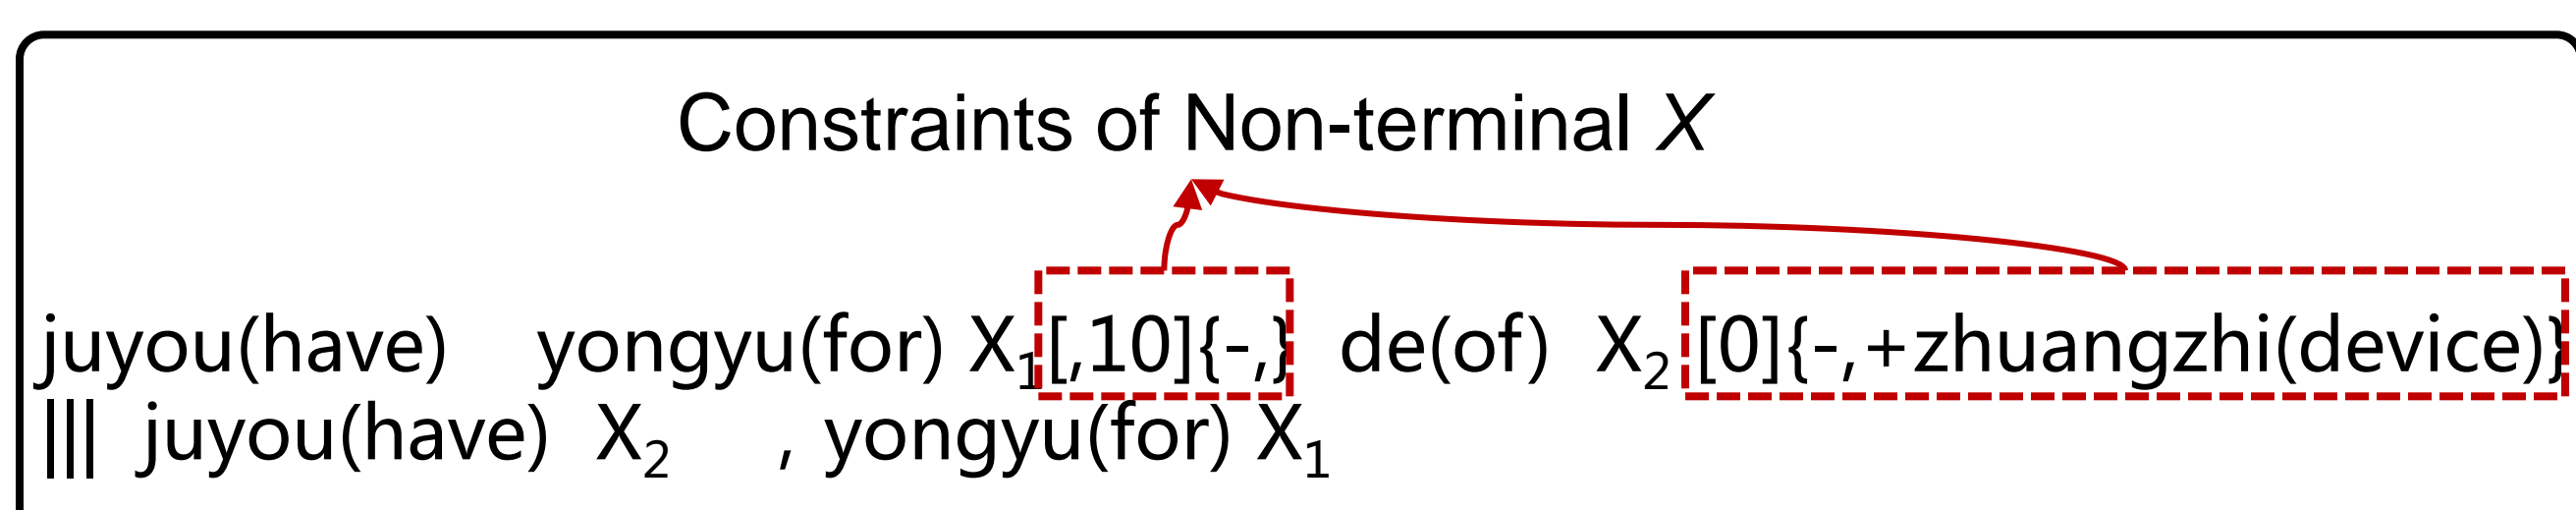 Constraints of Non-terminal X
juyou(have) yongyu(for) X₁[,10]{-,} de(of) X₂ [0]{-,+zhuangzhi(device)}
||| juyou(have) X₂ , yongyu(for) X₁